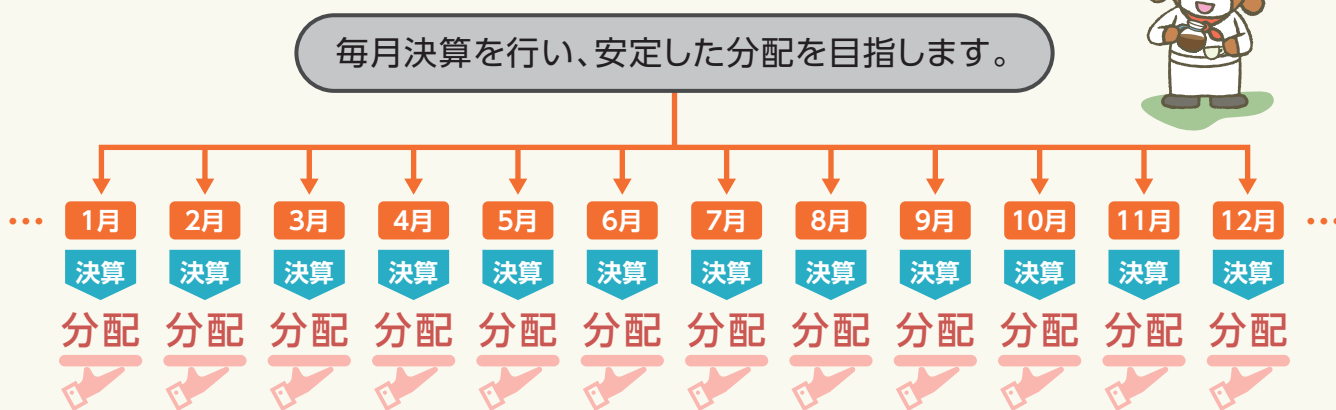 毎月決算を行い、安定した分配を目指します。
… 1月 2月 3月 4月 5月 6月 7月 8月 9月 10月 11月 12月 …
決算 決算 決算 決算 決算 決算 決算 決算 決算 決算 決算 決算
分配 分配 分配 分配 分配 分配 分配 分配 分配 分配 分配 分配